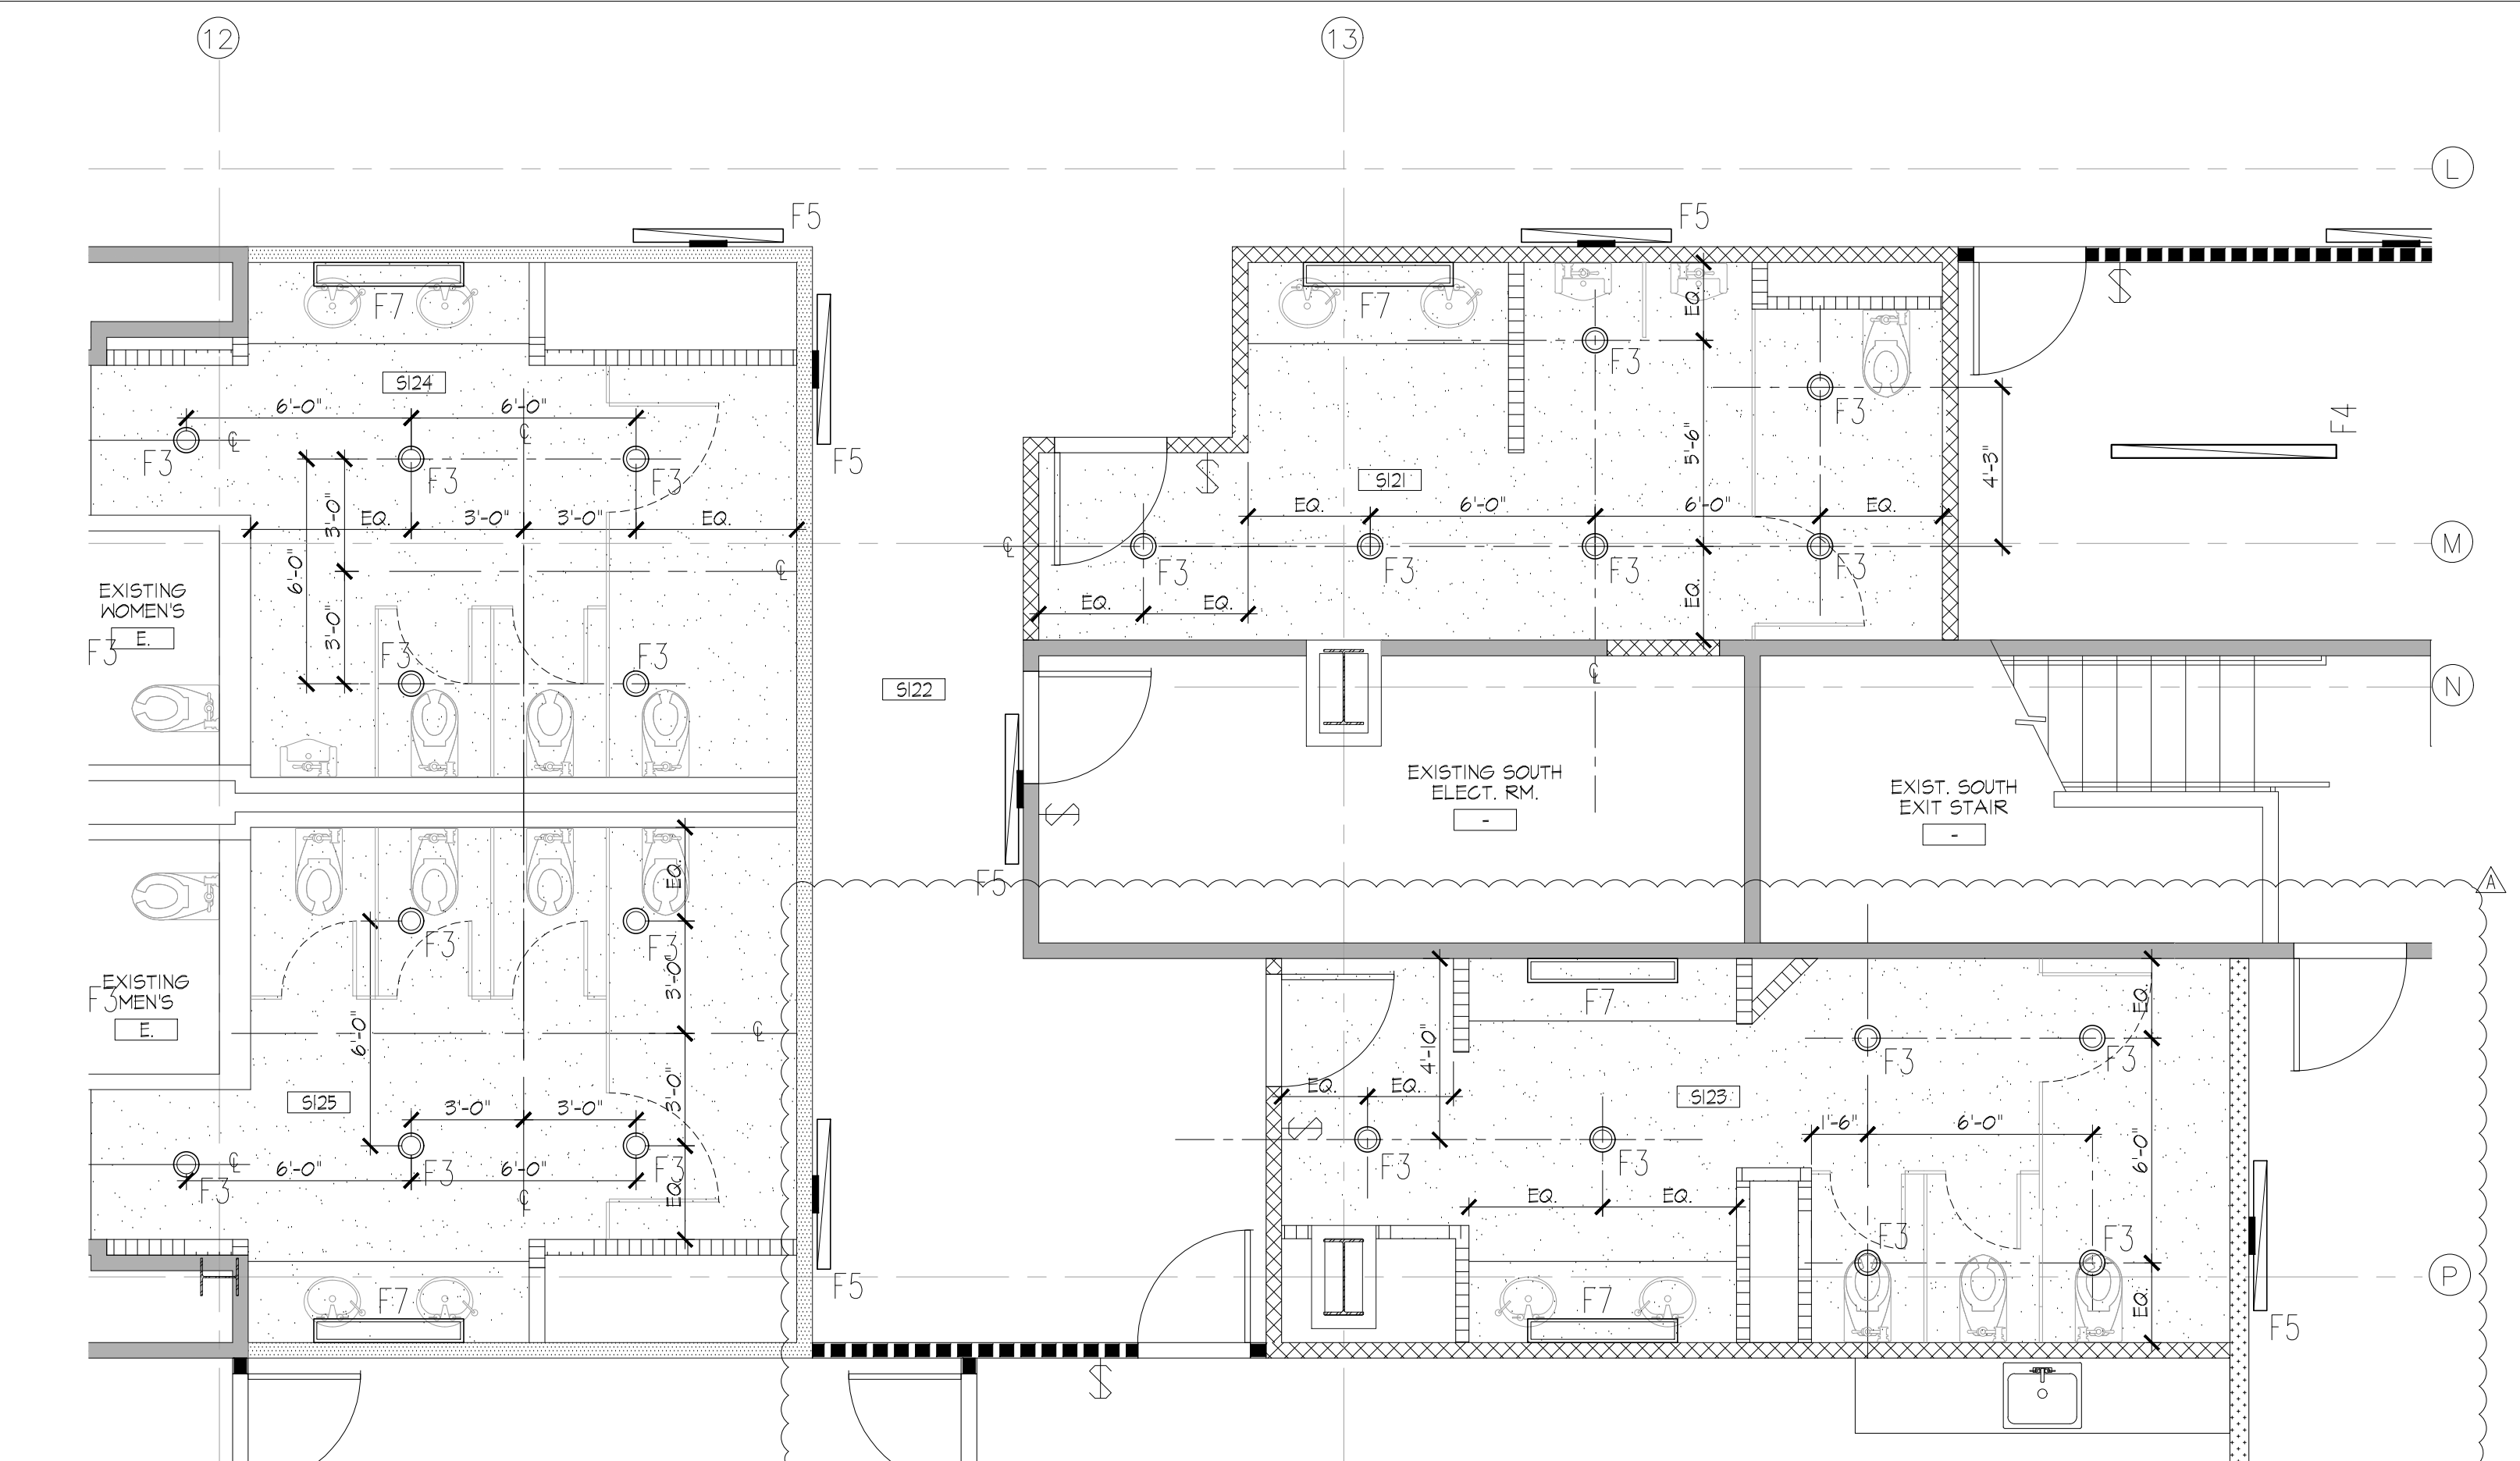 12
13
L
F5
F5
F7
F7
EQ.
F3
S124
6'-0"
6'-0"
℄
℄
F3
F3
F3
F3
F4
F5
5'-6"
4'-3"
S121
3'-0"
EQ.
3'-0"
3'-0"
EQ.
EQ.
6'-0"
6'-0"
EQ.
M
℄
F3
F3
F3
F3
6'-0"
℄
EXISTING
WOMEN'S
E.
F3
3'-0"
EQ.
EQ.
EQ.
F3
F3
S122
℄
N
EXISTING SOUTH
ELECT. RM.
-
EXIST. SOUTH
EXIT STAIR
-
EQ.
F5
A
F3
F3
EXISTING
MEN'S
F3
E.
3'-0"
6'-0"
℄
F7
EQ.
4'-10"
F3
F3
S125
3'-0"
3'-0"
3'-0"
EQ.
EQ.
S123
1'-6"
6'-0"
6'-0"
℄
6'-0"
6'-0"
F3
F3
F3
F3
F3
EQ.
℄
EQ.
EQ.
F3
F3
F5
F7
F7
EQ.
P
F5